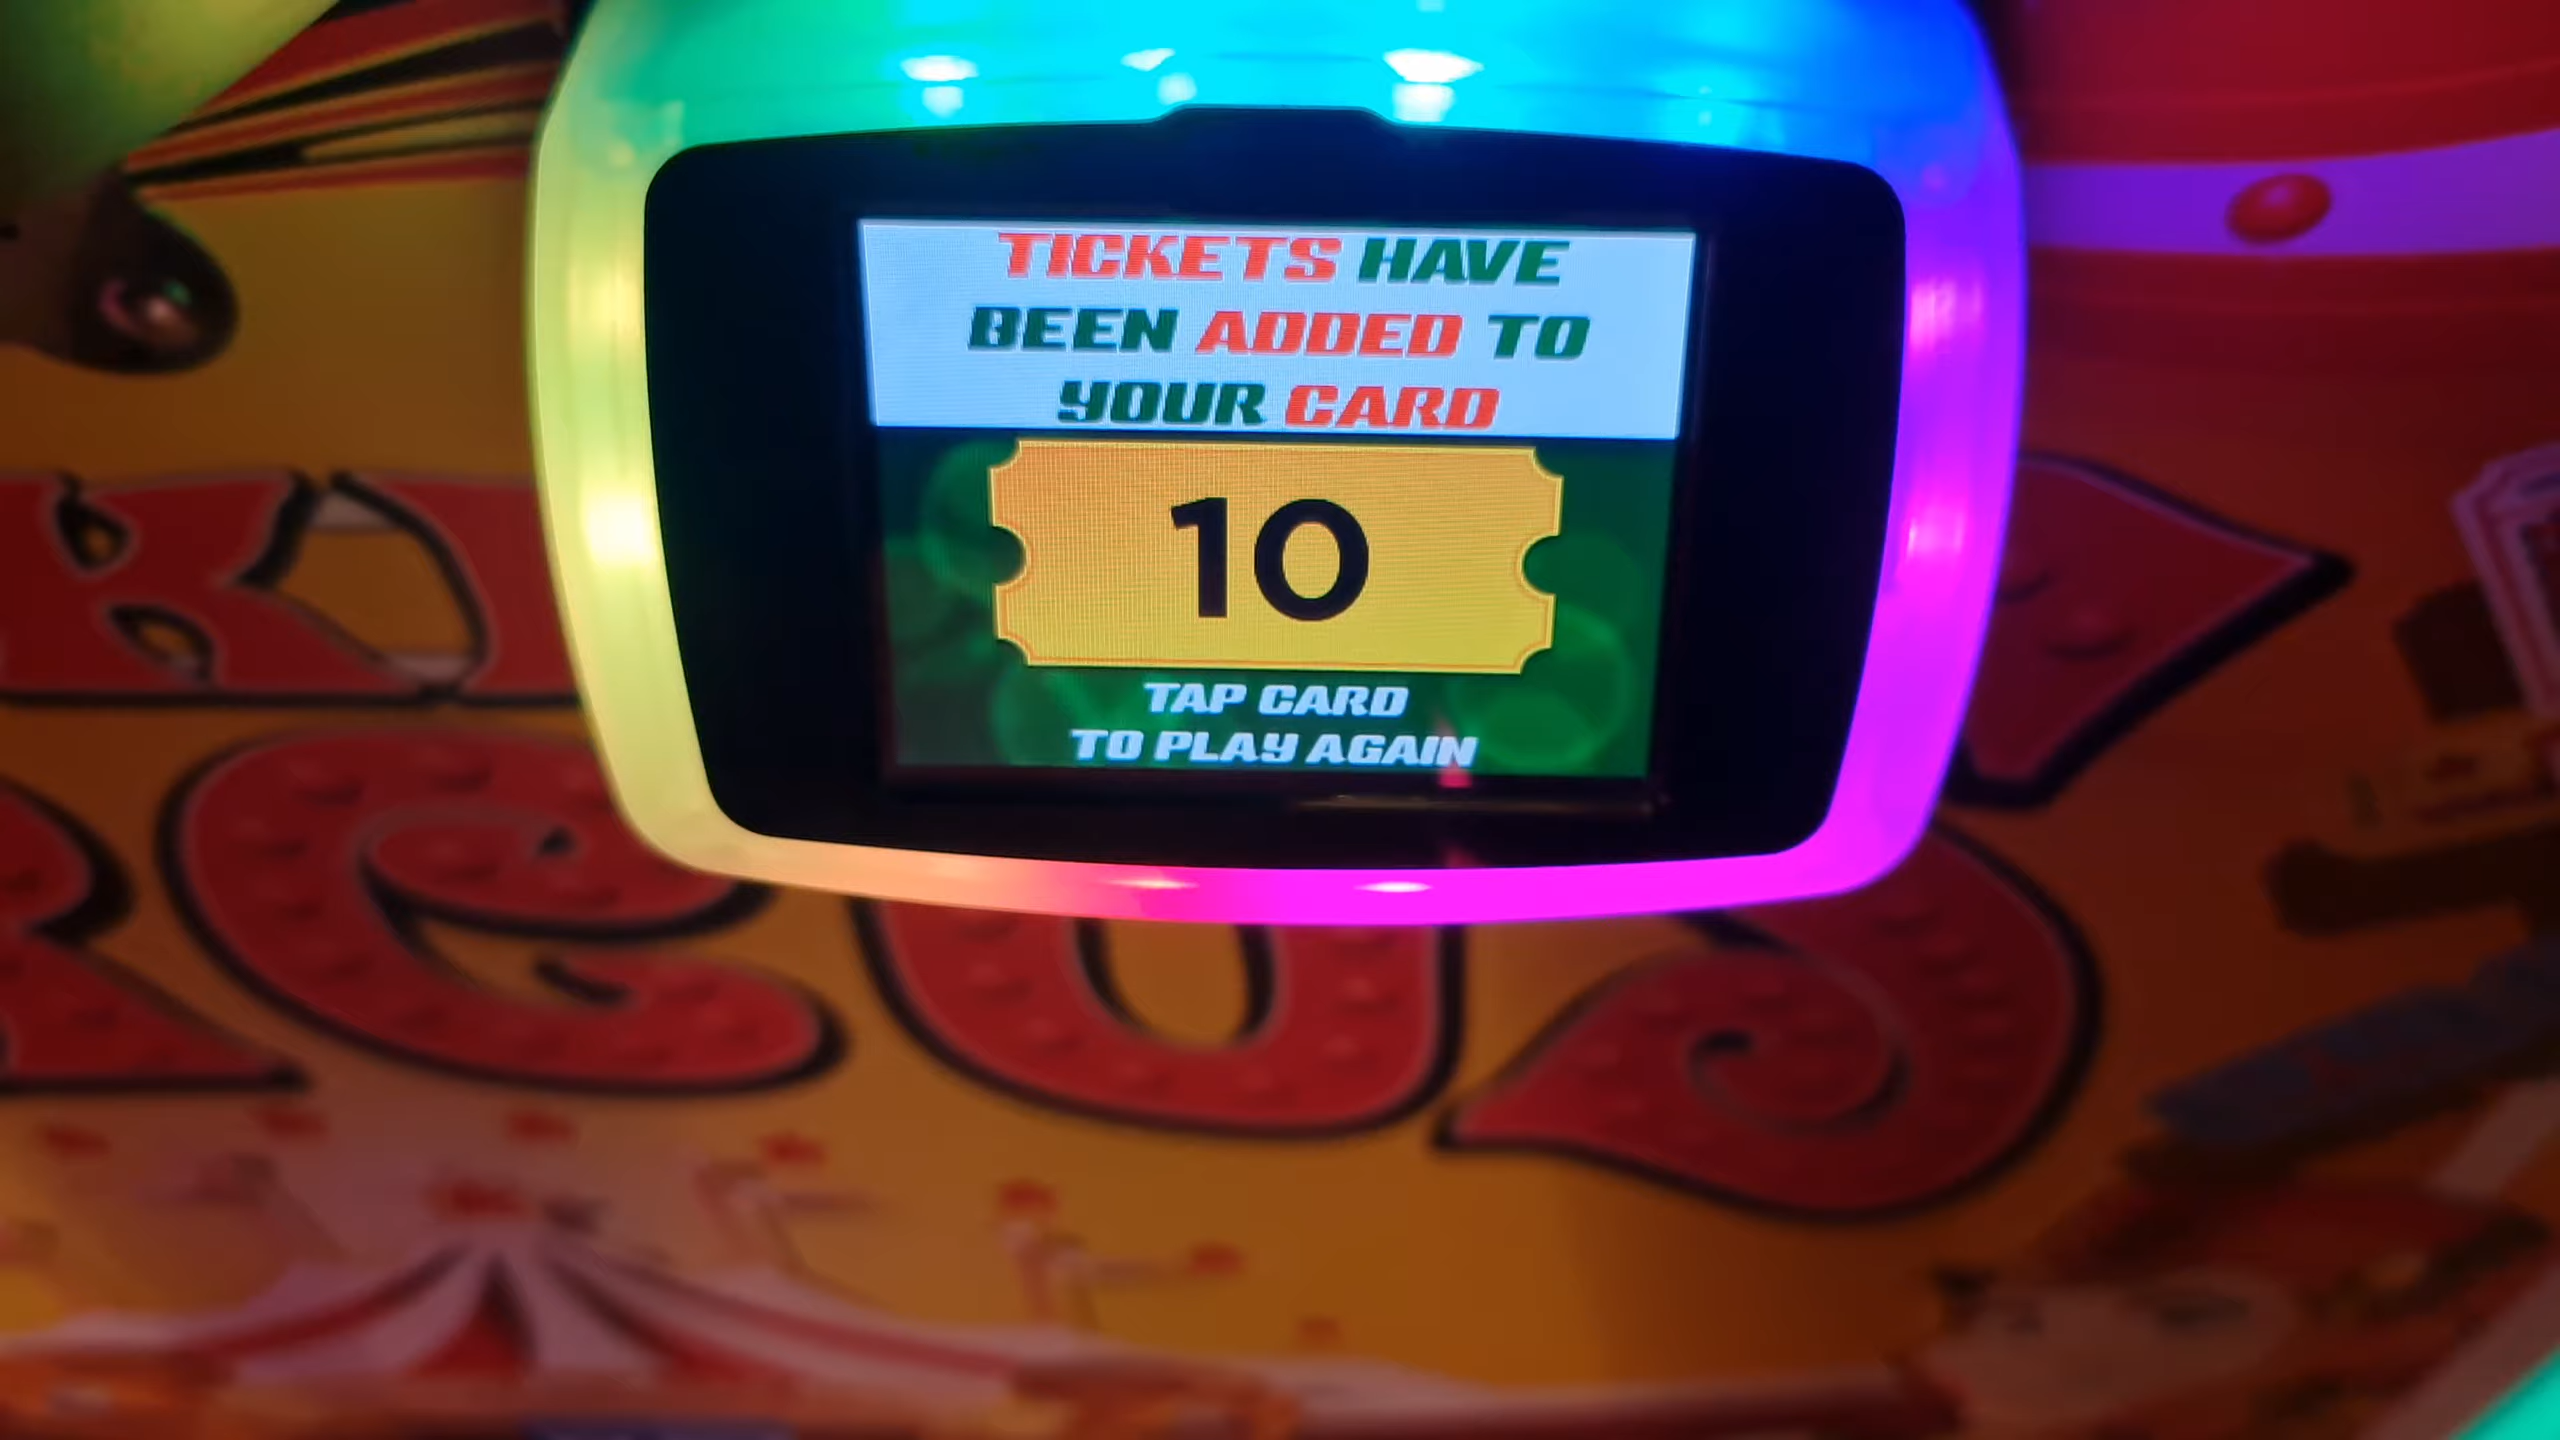 TICKETS HAVE
BEEN ADDED TO
YOUR CARD
10
TAP CARD
TO PLAY AGAIN